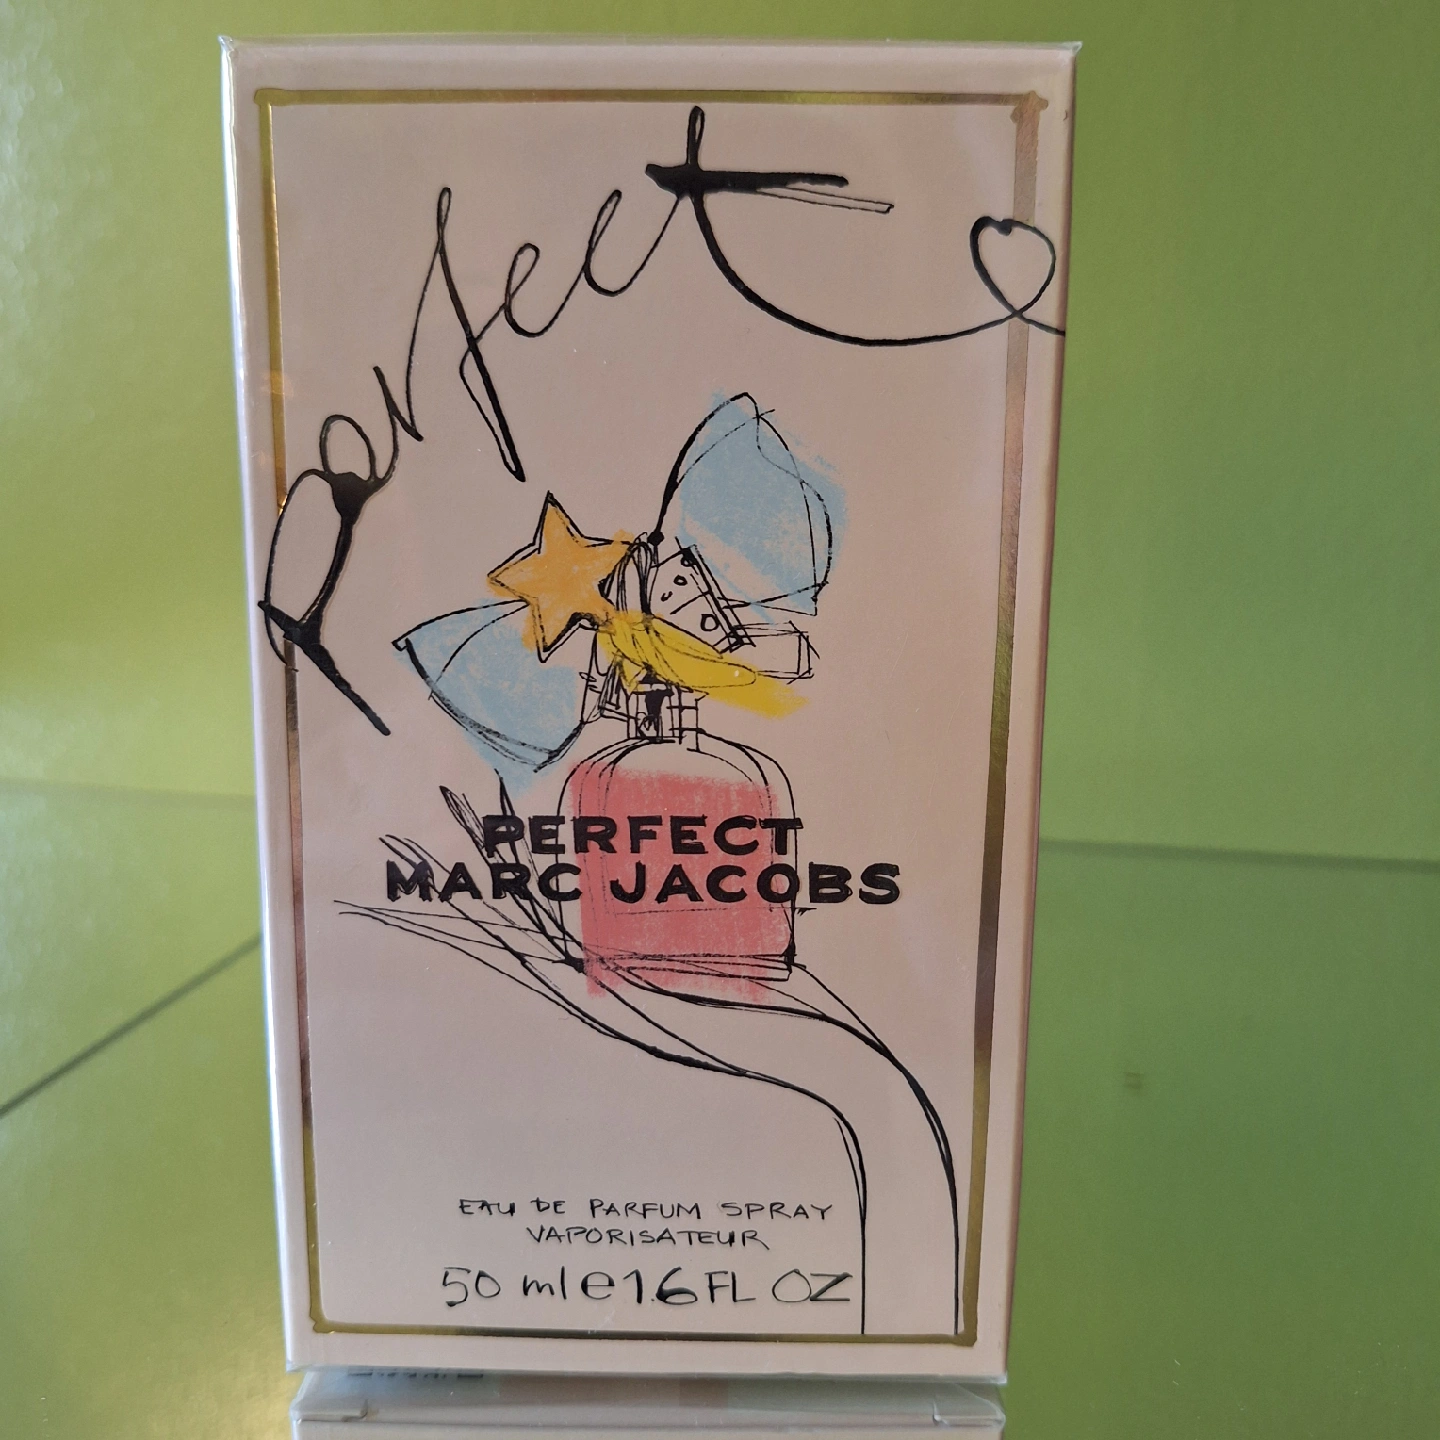 Perfect
PERFECT
MARC JACOBS
EAU DE PARFUM SPRAY
VAPORISATEUR
50 ml e 1.6 FL OZ